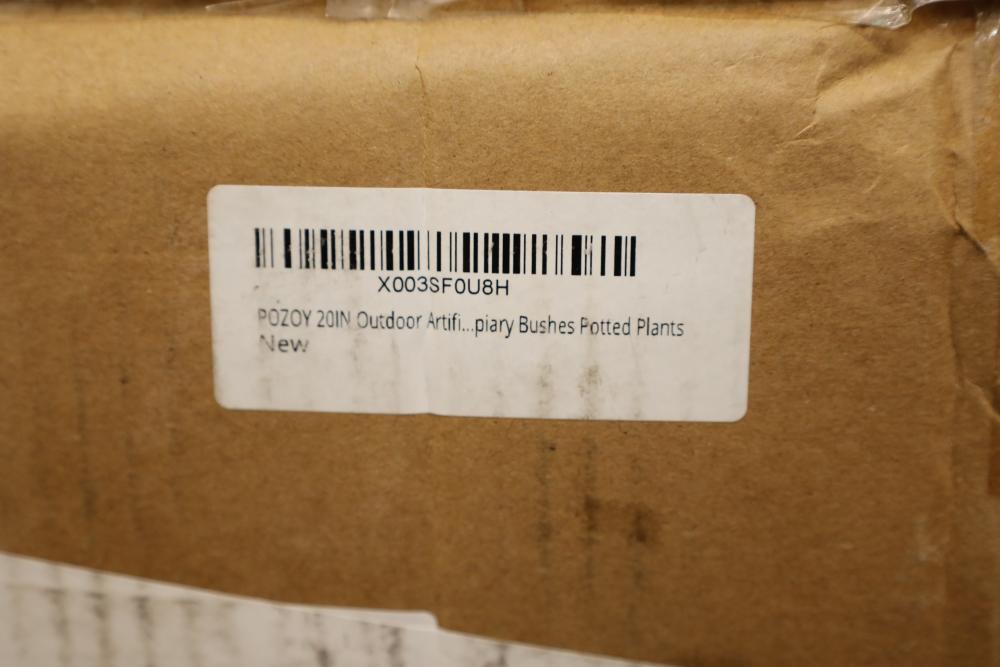 X003SF0U8H
POZOY 20IN Outdoor Artifi...piary Bushes Potted Plants
New